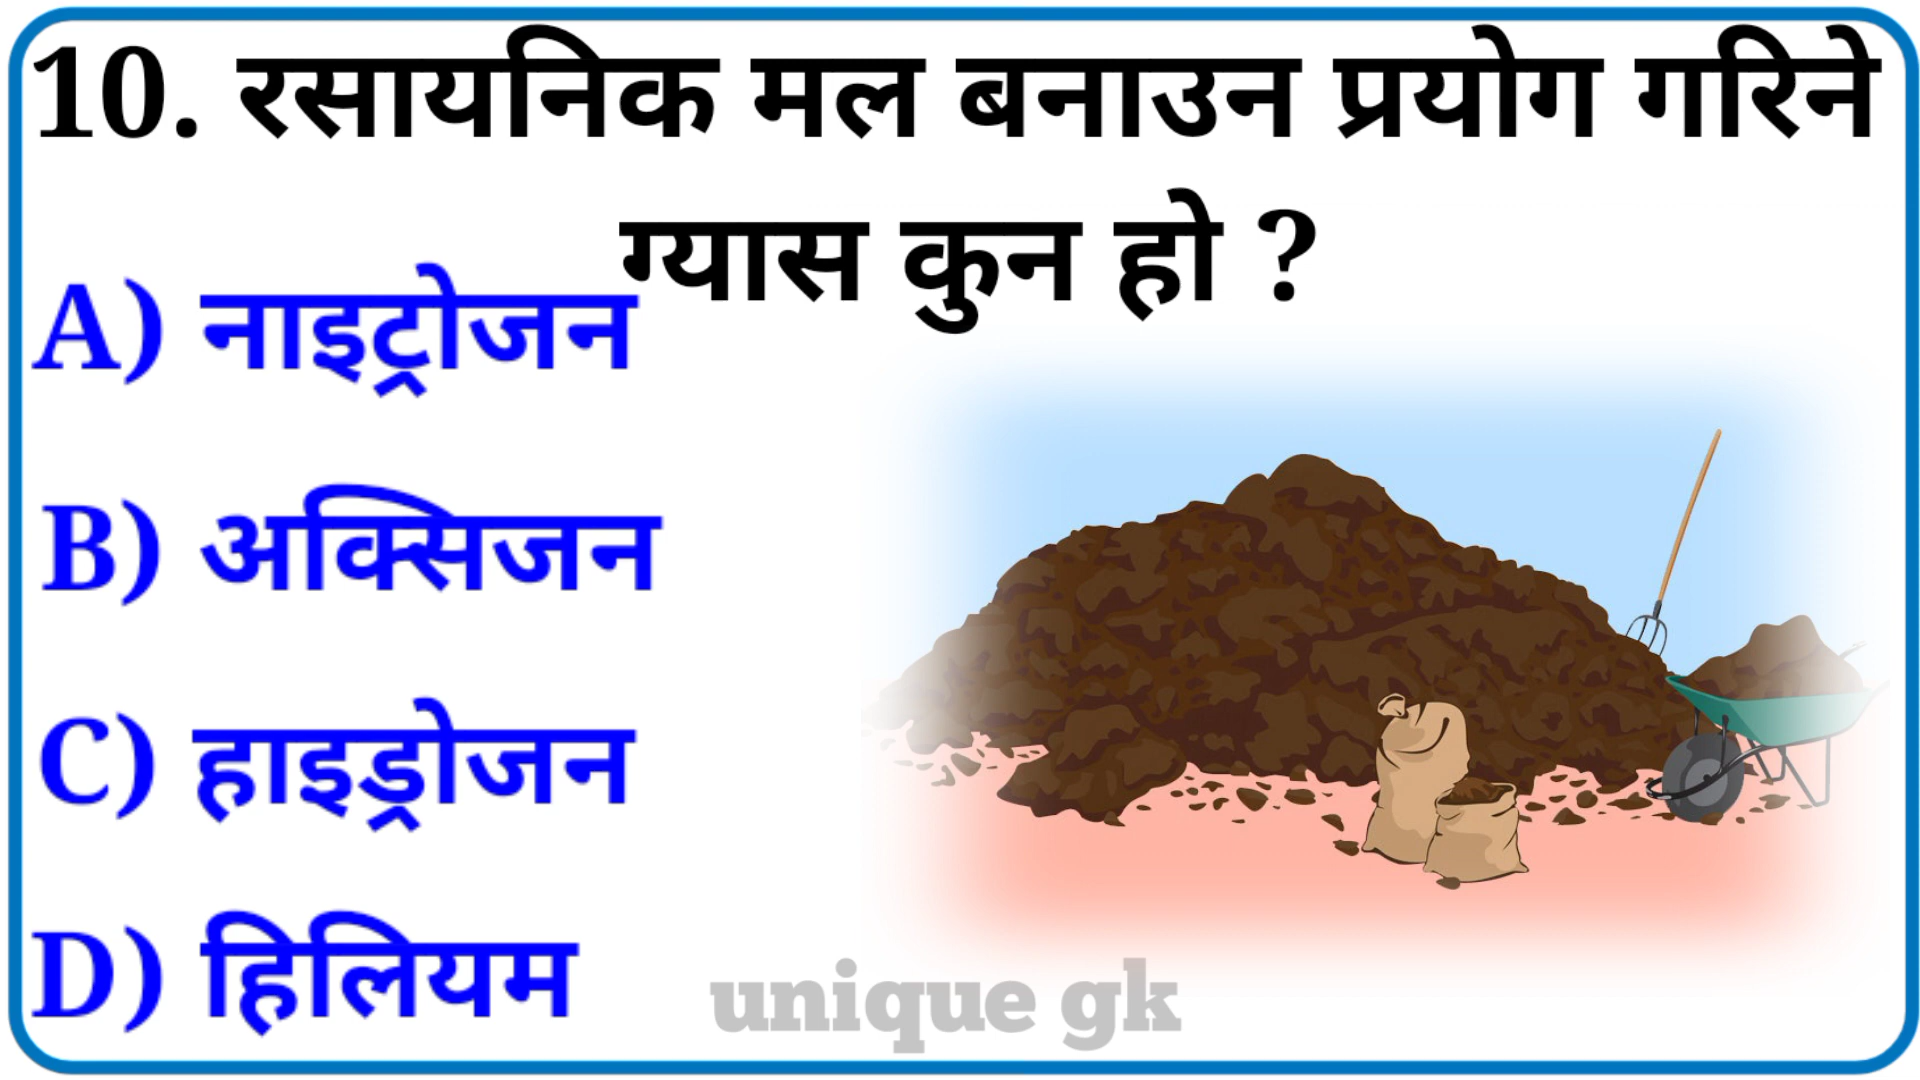 10. रसायनिक मल बनाउन प्रयोग गरिने
ग्यास कुन हो ?
A) नाइट्रोजन
B) अक्सिजन
C) हाइड्रोजन
D) हिलियम
unique gk